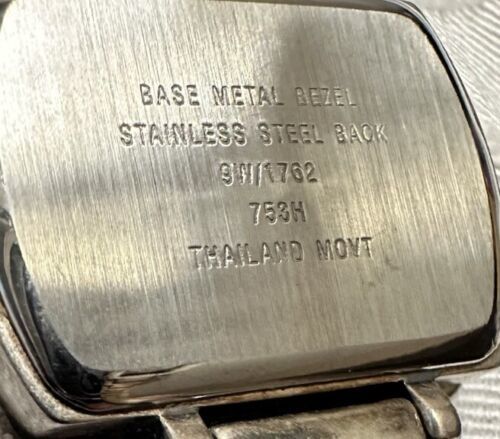 BASE METAL BEZEL
STAINLESS STEEL BACK
9W/1762
753H
THAILAND MOVT